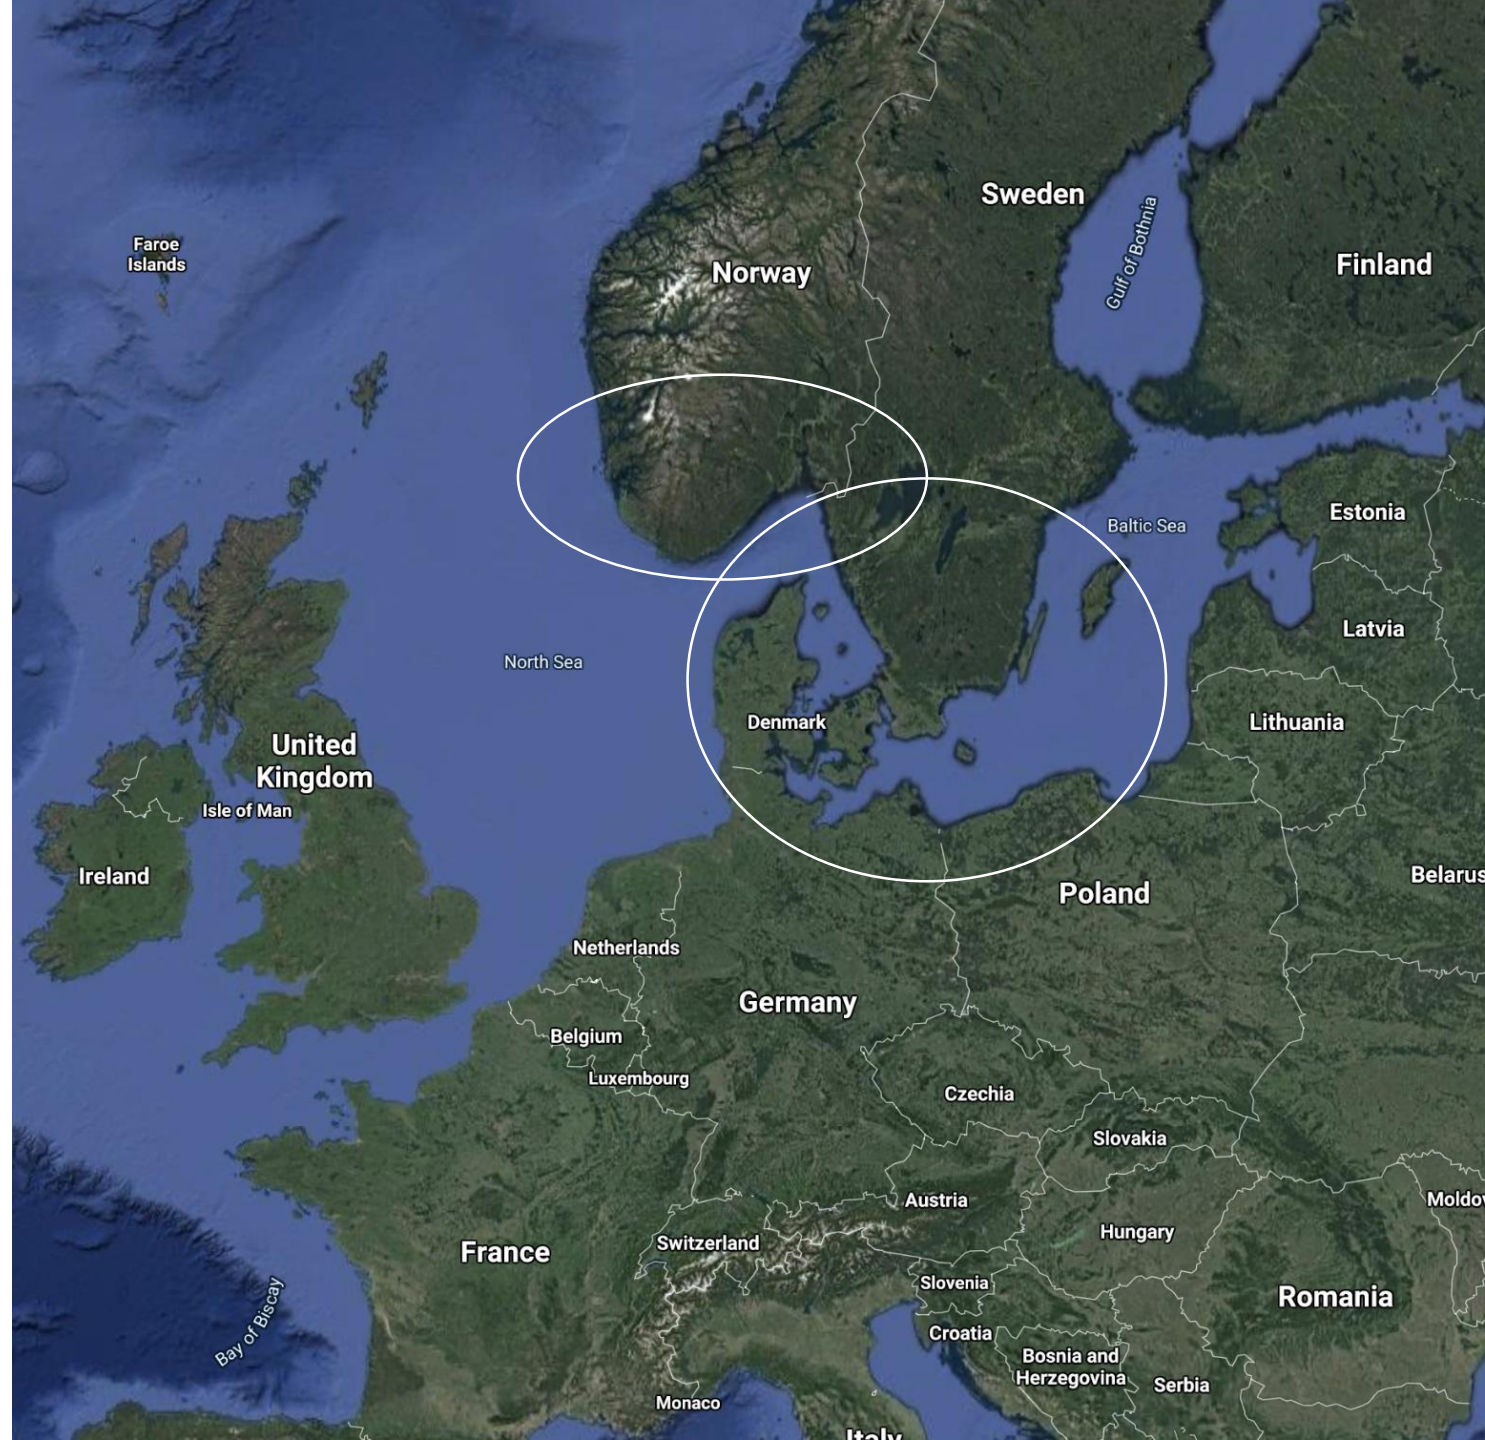 Sweden
Gulf of Bothnia
Faroe
Islands
Norway
Finland
Baltic Sea
Estonia
Latvia
North Sea
Denmark
Lithuania
United
Kingdom
Isle of Man
Ireland
Belarus
Poland
Netherlands
Germany
Belgium
Luxembourg
Czechia
Slovakia
Austria
Moldov
Hungary
Switzerland
France
Slovenia
Romania
Bay of Biscay
Croatia
Bosnia and
Herzegovina
Serbia
Monaco
Italy